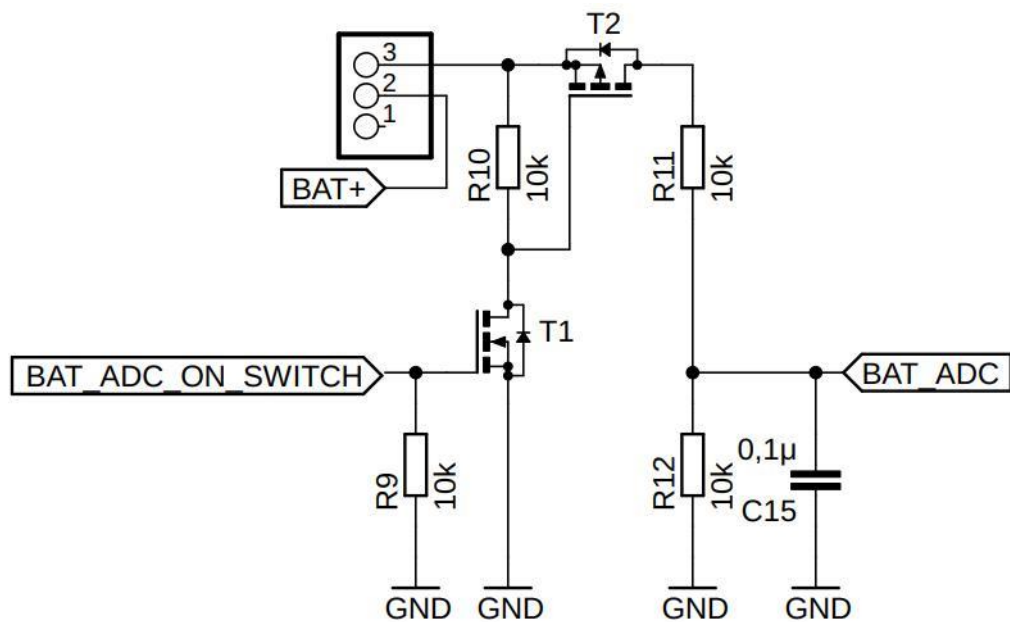 T2
3
2
1
BAT+
R10
10k
R11
10k
T1
BAT_ADC_ON_SWITCH
BAT_ADC
R9
10k
R12
10k
0,1µ
C15
GND
GND
GND
GND